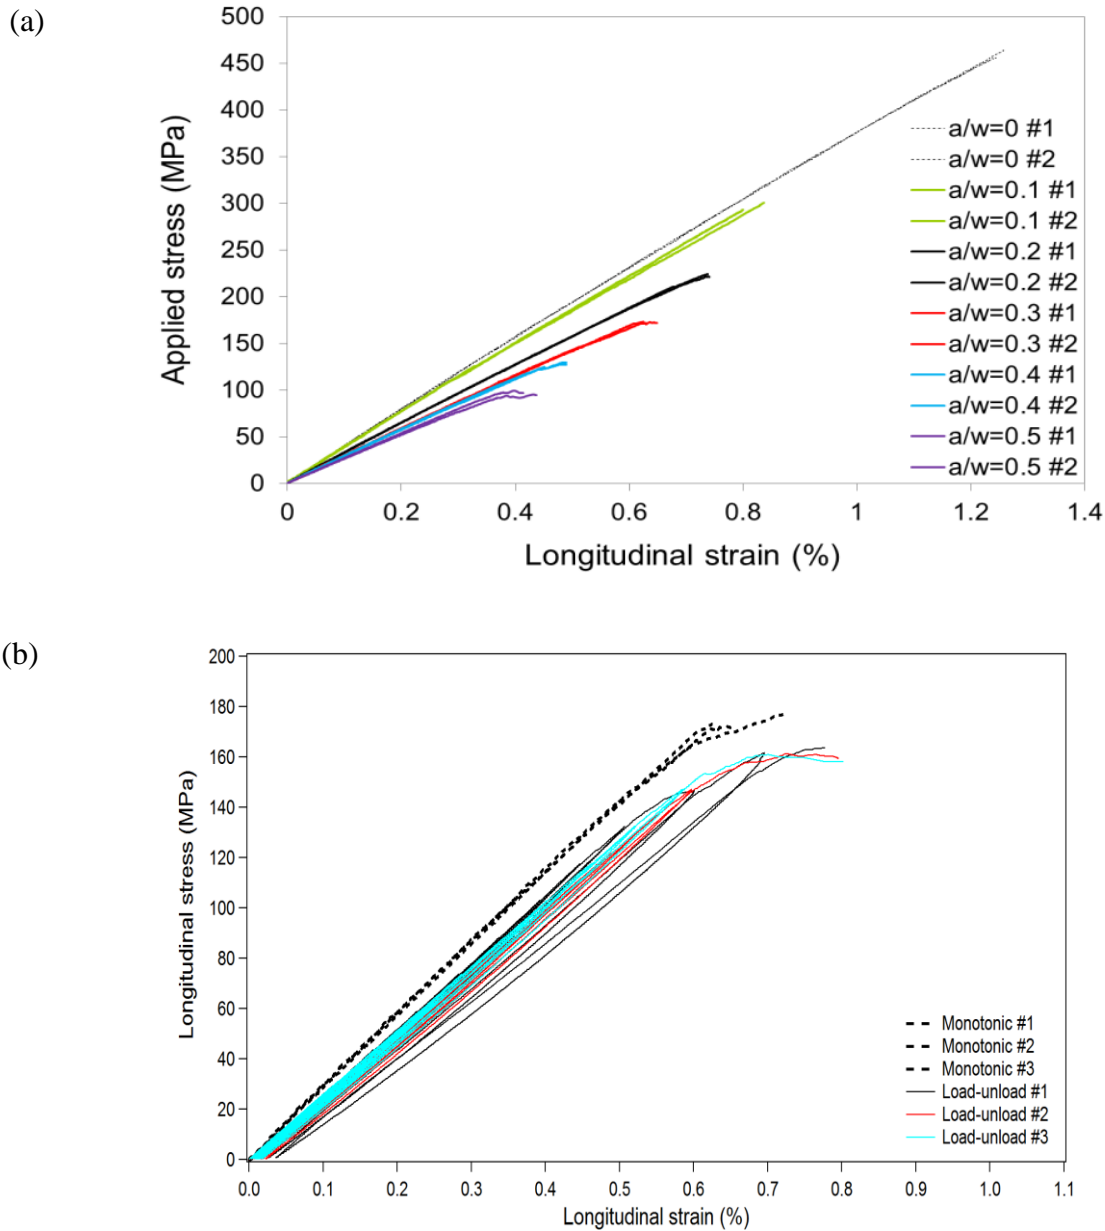 (a)
500
450
400
350
300
250
200
150
100
50
0
Applied stress (MPa)
a/w=0 #1
a/w=0 #2
a/w=0.1 #1
a/w=0.1 #2
a/w=0.2 #1
a/w=0.2 #2
a/w=0.3 #1
a/w=0.3 #2
a/w=0.4 #1
a/w=0.4 #2
a/w=0.5 #1
a/w=0.5 #2
0 0.2 0.4 0.6 0.8 1 1.2 1.4
Longitudinal strain (%)
(b)
200
180
160
140
120
100
80
60
40
20
0
Longitudinal stress (MPa)
Monotonic #1
Monotonic #2
Monotonic #3
Load-unload #1
Load-unload #2
Load-unload #3
0.0 0.1 0.2 0.3 0.4 0.5 0.6 0.7 0.8 0.9 1.0 1.1
Longitudinal strain (%)